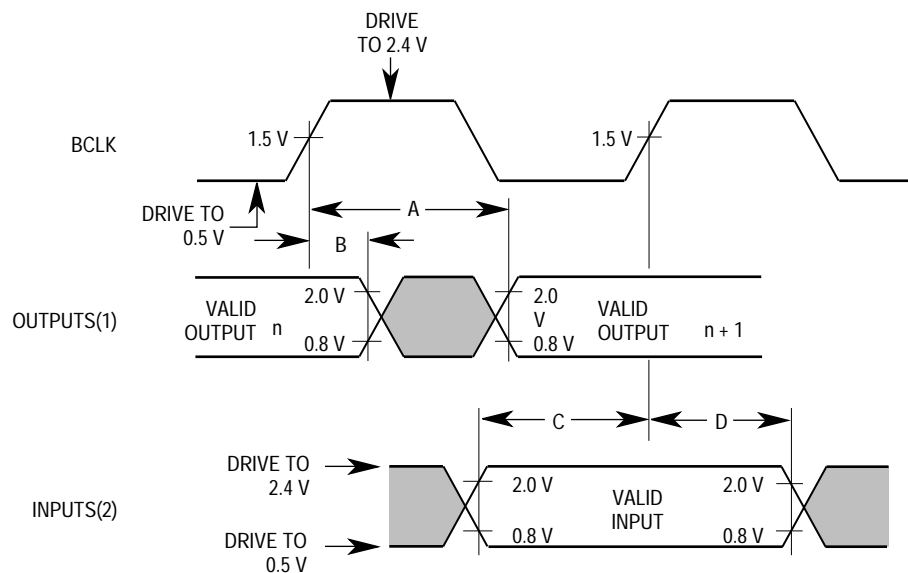 DRIVE
TO 2.4 V
BCLK
1.5 V
1.5 V
DRIVE TO
0.5 V
A
B
OUTPUTS(1)
VALID
OUTPUT n
2.0 V
0.8 V
2.0
V
0.8 V
VALID
OUTPUT n + 1
C
D
INPUTS(2)
DRIVE TO
2.4 V
DRIVE TO
0.5 V
2.0 V
0.8 V
VALID
INPUT
2.0 V
0.8 V